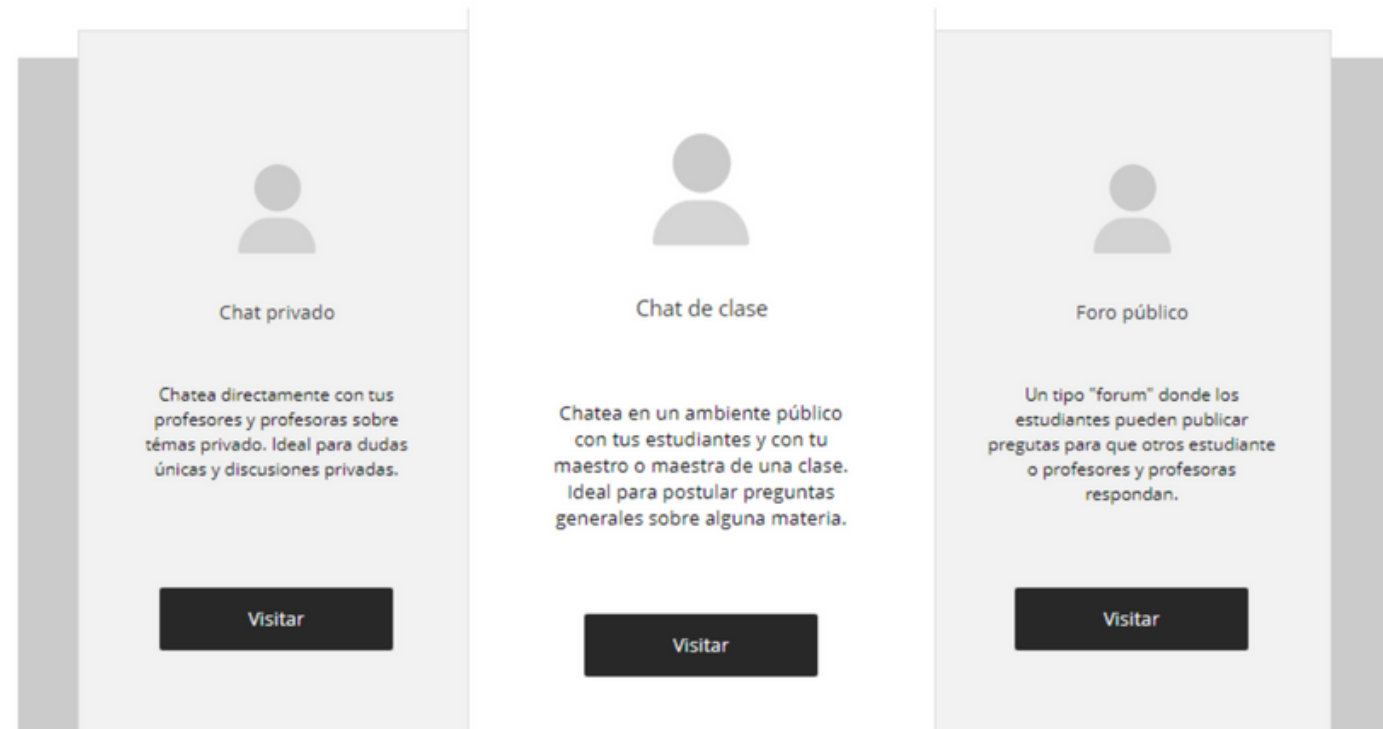 Chat privado
Chatea directamente con tus
profesores y profesoras sobre
témas privado. Ideal para dudas
únicas y discusiones privadas.
Visitar
Chat de clase
Chatea en un ambiente público
con tus estudiantes y con tu
maestro o maestra de una clase.
Ideal para postular preguntas
generales sobre alguna materia.
Visitar
Foro público
Un tipo "forum" donde los
estudiantes pueden publicar
pregutas para que otros estudiante
o profesores y profesoras
respondan.
Visitar